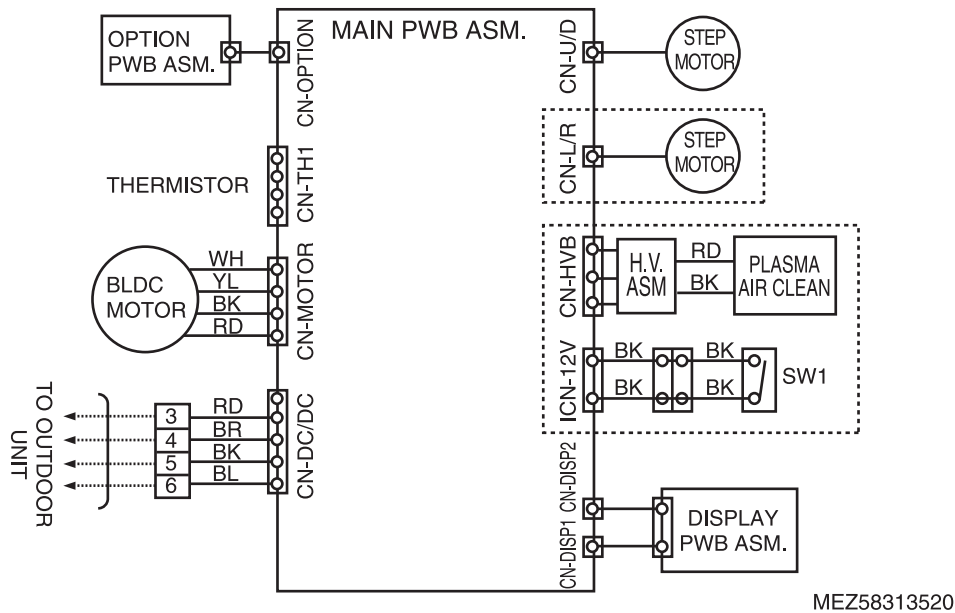 OPTION
PWB ASM.
CN-OPTION
MAIN PWB ASM.
CN-U/D
STEP
MOTOR
CN-L/R
STEP
MOTOR
THERMISTOR
CN-TH1
BLDC
MOTOR
WH
YL
BK
RD
CN-MOTOR
CN-HVB
H.V.
ASM
RD
BK
PLASMA
AIR CLEAN
ICN-12V
BK
BK
BK
BK
SW1
TO OUTDOOR
UNIT
3
4
5
6
RD
BR
BK
BL
CN-DC/DC
CN-DISP2
CN-DISP1
DISPLAY
PWB ASM.
MEZ58313520